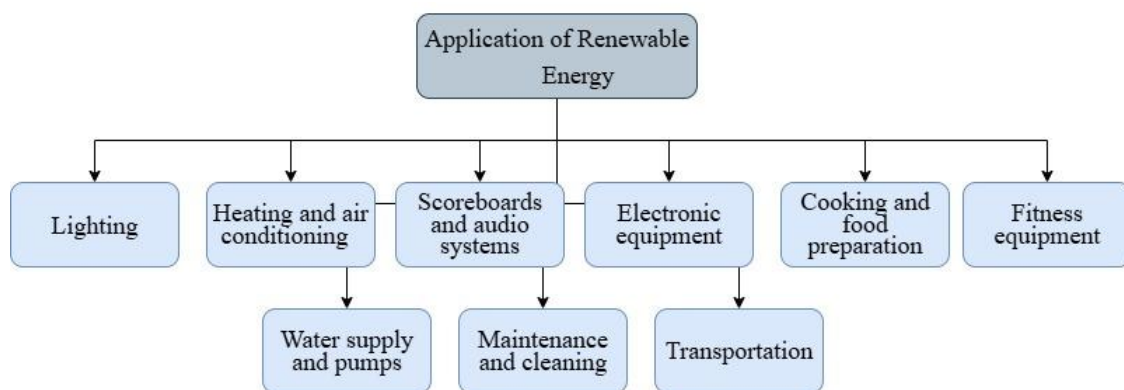 Application of Renewable
Energy
Lighting
Heating and air
conditioning
Scoreboards
and audio
systems
Electronic
equipment
Cooking and
food
preparation
Fitness
equipment
Water supply
and pumps
Maintenance
and cleaning
Transportation